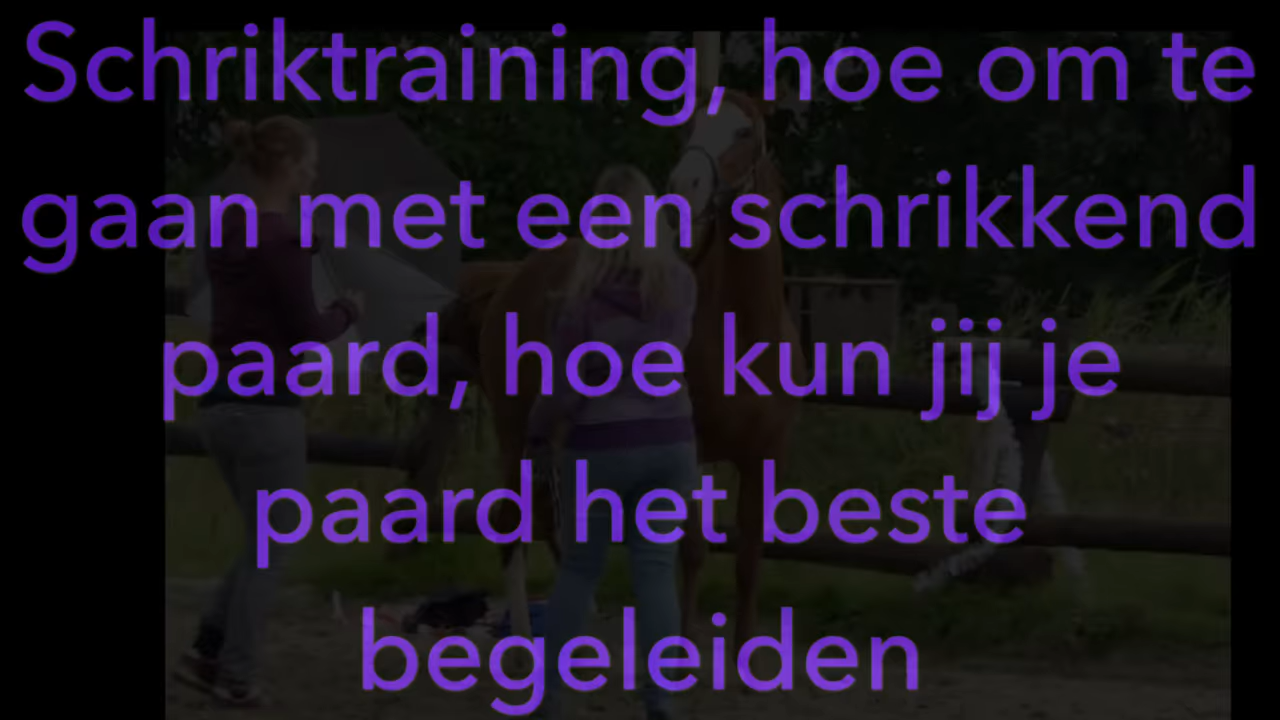 Schriktraining, hoe om te
gaan met een schrikkend
paard, hoe kun jij je
paard het beste
begeleiden